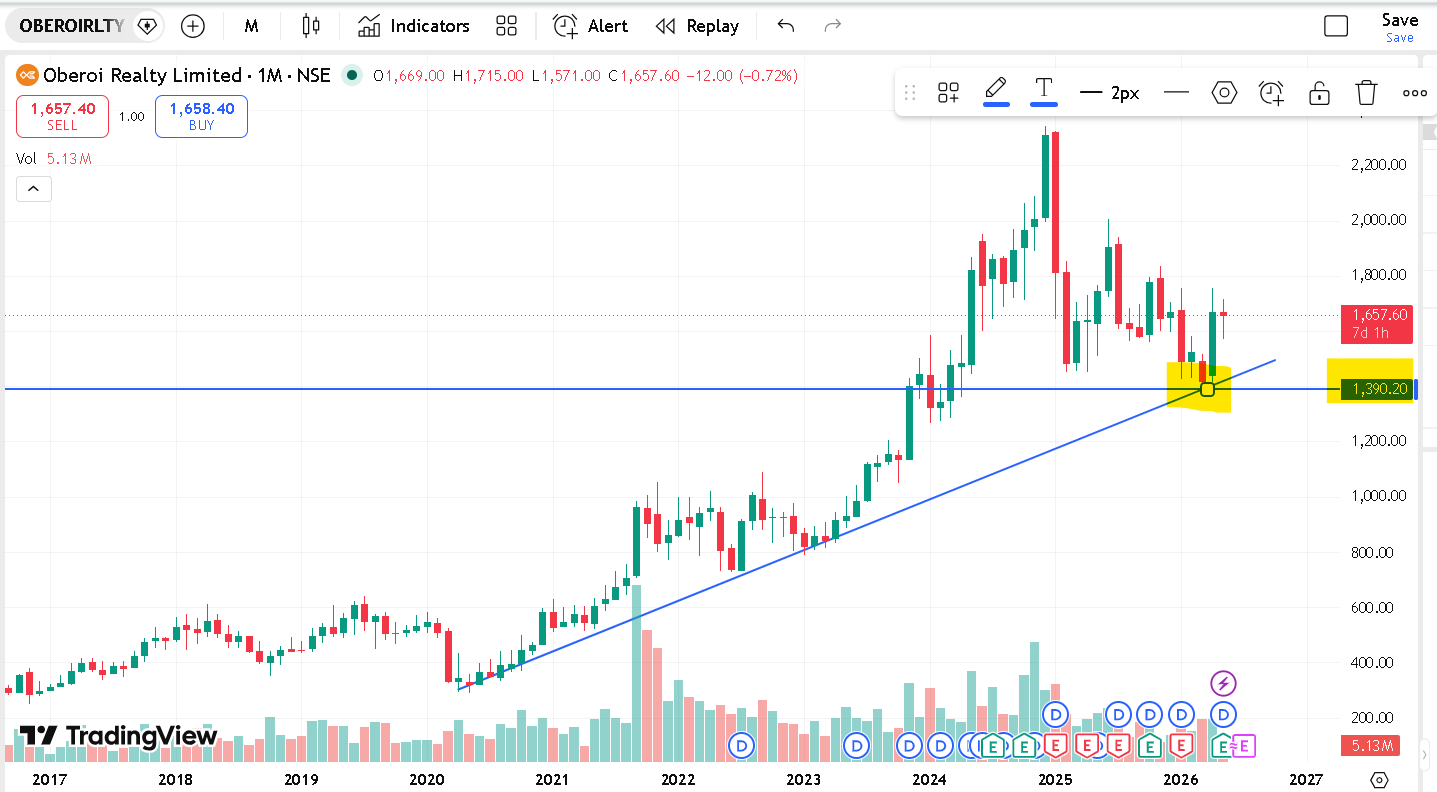 OBEROIRLTY M Indicators Alert Replay Save
Save
Oberoi Realty Limited · 1M · NSE O1,669.00 H1,715.00 L1,571.00 C1,657.60 −12.00 (−0.72%)
1,657.40
SELL
1.00
1,658.40
BUY
T 2px
Vol 5.13M
2,200.00
2,000.00
1,800.00
1,657.60
7d 1h
1,390.20
1,200.00
1,000.00
800.00
600.00
400.00
200.00
D D D D D
TradingView
D D D D D E E E E E E E E E
5.13M
2017 2018 2019 2020 2021 2022 2023 2024 2025 2026 2027